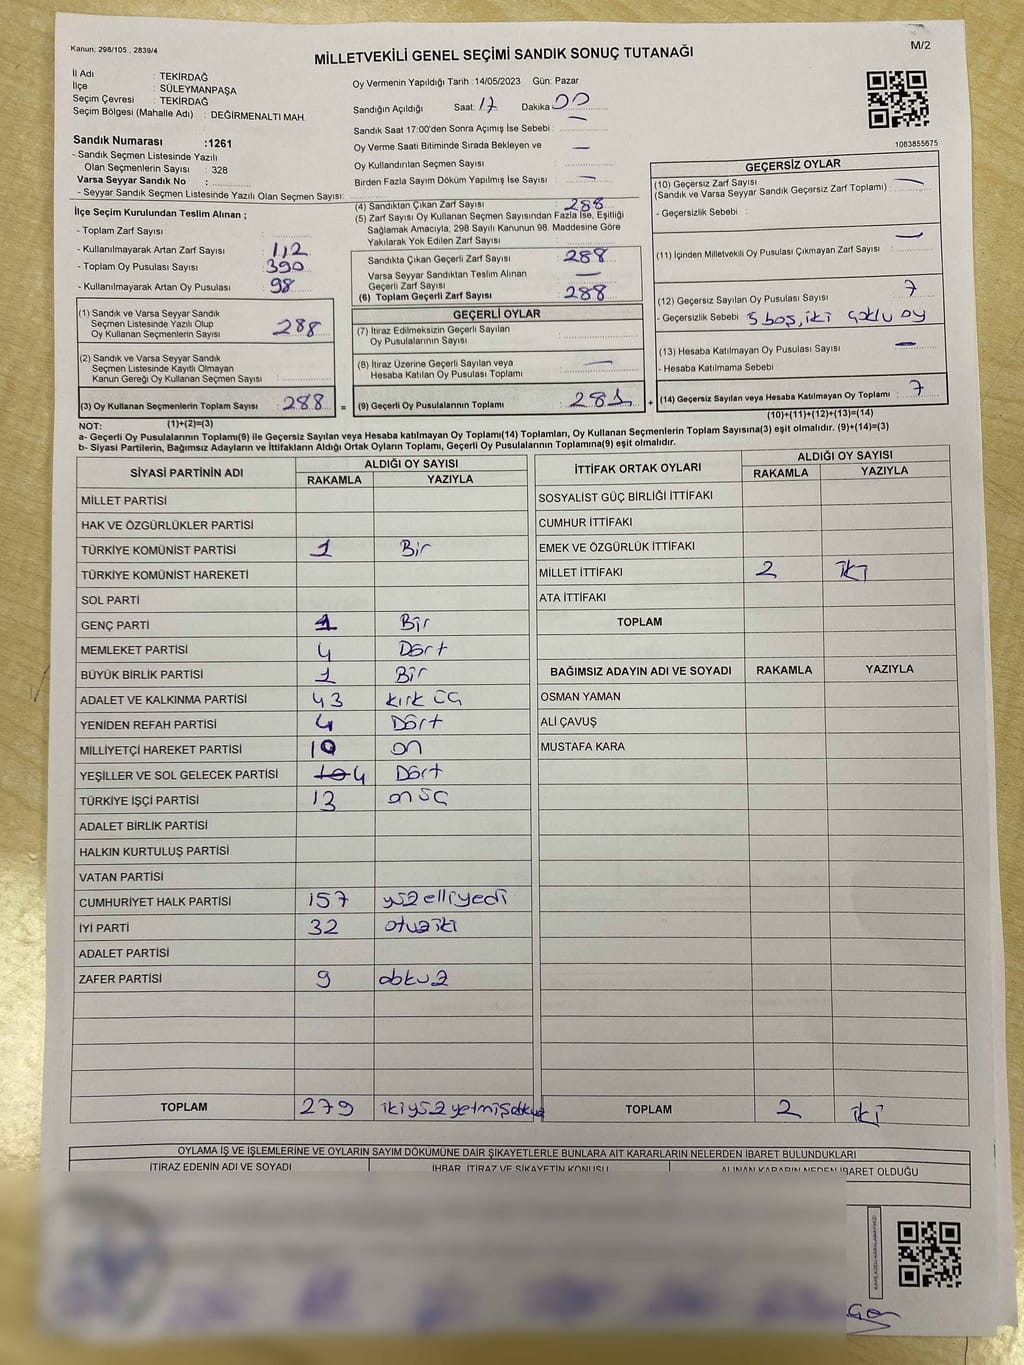 Kanun; 298/105 , 2839/4
M/2
MİLLETVEKİLİ GENEL SEÇİMİ SANDIK SONUÇ TUTANAĞI
İl Adı : TEKİRDAĞ
İlçe : SÜLEYMANPAŞA
Seçim Çevresi : TEKİRDAĞ
Seçim Bölgesi (Mahalle Adı) : DEĞİRMENALTI MAH.
Oy Vermenin Yapıldığı Tarih : 14/05/2023 Gün: Pazar
Sandığın Açıldığı Saat: 17 Dakika 00
Sandık Saat 17:00'den Sonra Açımış İse Sebebi : —
Oy Verme Saati Bitiminde Sırada Bekleyen ve
Oy Kullandırılan Seçmen Sayısı —
Birden Fazla Sayım Döküm Yapılmış İse Sayısı —
Sandık Numarası :1261
- Sandık Seçmen Listesinde Yazılı
Olan Seçmenlerin Sayısı : 328
Varsa Seyyar Sandık No :
- Seyyar Sandık Seçmen Listesinde Yazılı Olan Seçmen Sayısı:
1063855675
İlçe Seçim Kurulundan Teslim Alınan ;
- Toplam Zarf Sayısı :
- Kullanılmayarak Artan Zarf Sayısı : 112
- Toplam Oy Pusulası Sayısı : 390
- Kullanılmayarak Artan Oy Pusulası : 98
(1) Sandık ve Varsa Seyyar Sandık
Seçmen Listesinde Yazılı Olup
Oy Kullanan Seçmenlerin Sayısı 288
(2) Sandık ve Varsa Seyyar Sandık
Seçmen Listesinde Kayıtlı Olmayan
Kanun Gereği Oy Kullanan Seçmen Sayısı :
(3) Oy Kullanan Seçmenlerin Toplam Sayısı : 288 =
(1)+(2)=(3)
(4) Sandıktan Çıkan Zarf Sayısı 288
(5) Zarf Sayısı Oy Kullanan Seçmen Sayısından Fazla İse, Eşitliği
Sağlamak Amacıyla, 298 Sayılı Kanunun 98. Maddesine Göre
Yakılarak Yok Edilen Zarf Sayısı :
Sandıkta Çıkan Geçerli Zarf Sayısı : 288
Varsa Seyyar Sandıktan Teslim Alınan
Geçerli Zarf Sayısı : —
(6) Toplam Geçerli Zarf Sayısı : 288
GEÇERLİ OYLAR
(7) İtiraz Edilmeksizin Geçerli Sayılan
Oy Pusulalarının Sayısı :
(8) İtiraz Üzerine Geçerli Sayılan veya
Hesaba Katılan Oy Pusulası Toplamı : —
(9) Geçerli Oy Pusulalarının Toplamı : 281 +
GEÇERSİZ OYLAR
(10) Geçersiz Zarf Sayısı
(Sandık ve Varsa Seyyar Sandık Geçersiz Zarf Toplamı) : —
- Geçersizlik Sebebi :
(11) İçinden Milletvekili Oy Pusulası Çıkmayan Zarf Sayısı : —
(12) Geçersiz Sayılan Oy Pusulası Sayısı : 7
- Geçersizlik Sebebi : 5 boş, iki çoklu oy
(13) Hesaba Katılmayan Oy Pusulası Sayısı : —
- Hesaba Katılmama Sebebi
(14) Geçersiz Sayılan veya Hesaba Katılmayan Oy Toplamı : 7
(10)+(11)+(12)+(13)=(14)
NOT:
a- Geçerli Oy Pusulalarının Toplamı(9) ile Geçersiz Sayılan veya Hesaba katılmayan Oy Toplamı(14) Toplamları, Oy Kullanan Seçmenlerin Toplam Sayısına(3) eşit olmalıdır. (9)+(14)=(3)
b- Siyasi Partilerin, Bağımsız Adayların ve İttifakların Aldığı Ortak Oyların Toplamı, Geçerli Oy Pusulalarının Toplamına(9) eşit olmalıdır.
SİYASİ PARTİNİN ADI ALDIĞI OY SAYISI
RAKAMLA YAZIYLA
MİLLET PARTİSİ
HAK VE ÖZGÜRLÜKLER PARTİSİ
TÜRKİYE KOMÜNİST PARTİSİ 1 Bir
TÜRKİYE KOMÜNİST HAREKETİ
SOL PARTİ
GENÇ PARTİ 1 Bir
MEMLEKET PARTİSİ 4 Dört
BÜYÜK BİRLİK PARTİSİ 1 Bir
ADALET VE KALKINMA PARTİSİ 43 kırk üç
YENİDEN REFAH PARTİSİ 4 Dört
MİLLİYETÇİ HAREKET PARTİSİ 10 on
YEŞİLLER VE SOL GELECEK PARTİSİ 10 4 Dört
TÜRKİYE İŞÇİ PARTİSİ 13 onüç
ADALET BİRLİK PARTİSİ
HALKIN KURTULUŞ PARTİSİ
VATAN PARTİSİ
CUMHURİYET HALK PARTİSİ 157 yüz elliyedi
İYİ PARTİ 32 otuziki
ADALET PARTİSİ
ZAFER PARTİSİ 9 dokuz
TOPLAM 279 ikiyüz yetmişdokuz
İTTİFAK ORTAK OYLARI ALDIĞI OY SAYISI
RAKAMLA YAZIYLA
SOSYALİST GÜÇ BİRLİĞİ İTTİFAKI
CUMHUR İTTİFAKI
EMEK VE ÖZGÜRLÜK İTTİFAKI
MİLLET İTTİFAKI 2 iki
ATA İTTİFAKI
TOPLAM
BAĞIMSIZ ADAYIN ADI VE SOYADI RAKAMLA YAZIYLA
OSMAN YAMAN
ALİ ÇAVUŞ
MUSTAFA KARA
TOPLAM 2 iki
OYLAMA İŞ VE İŞLEMLERİNE VE OYLARIN SAYIM DÖKÜMÜNE DAİR ŞİKAYETLERLE BUNLARA AİT KARARLARIN NELERDEN İBARET BULUNDUKLARI
İTİRAZ EDENİN ADI VE SOYADI İHBAR, İTİRAZ VE ŞİKAYETİN KONUSU ALINAN KARARIN NEDEN İBARET OLDUĞU